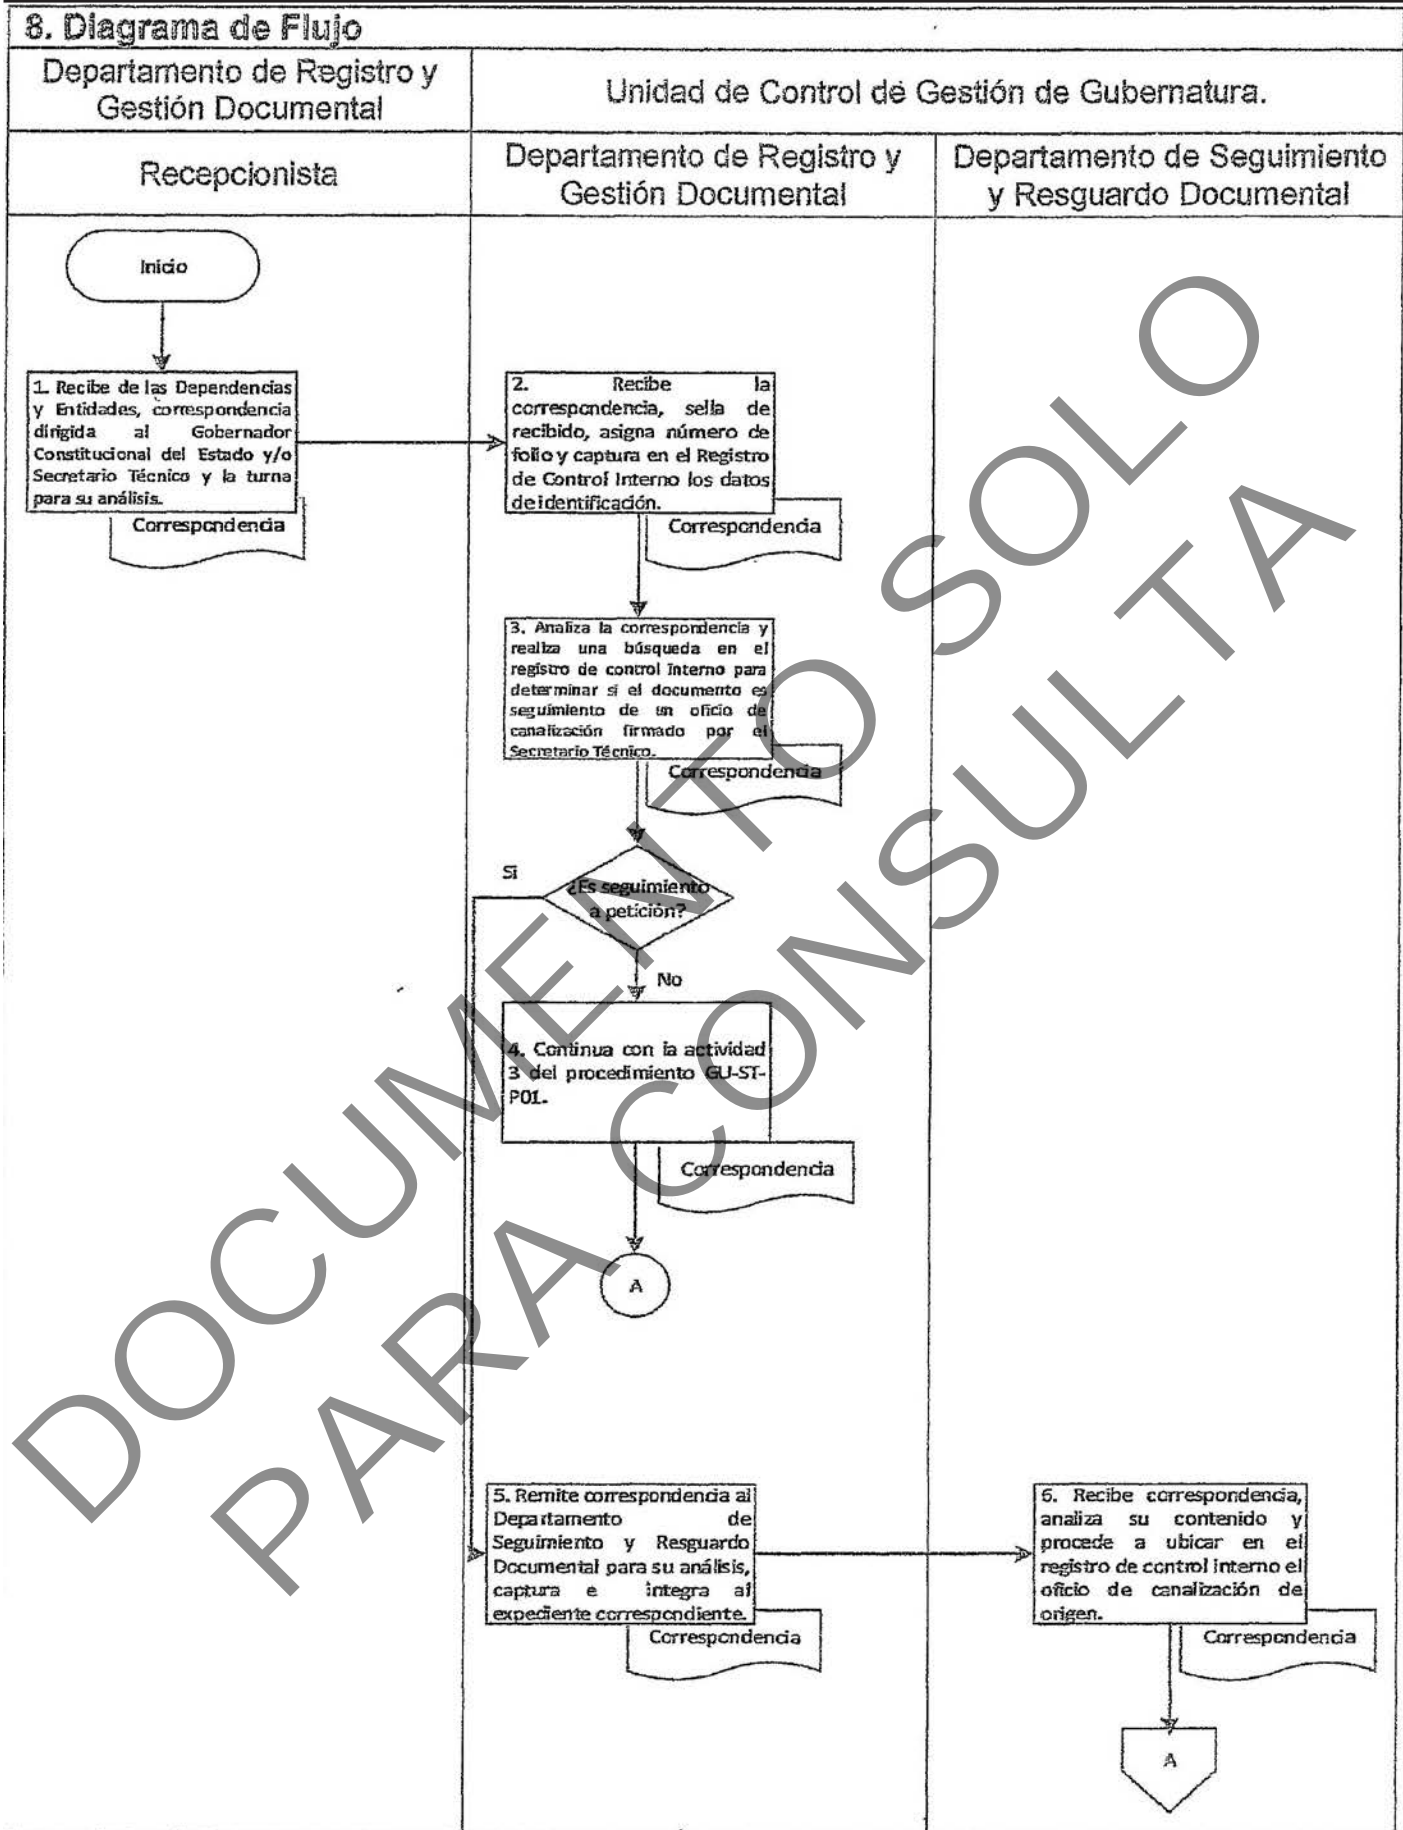 8. Diagrama de Flujo
Departamento de Registro y
Gestión Documental
Unidad de Control de Gestión de Gubernatura.
Recepcionista
Departamento de Registro y
Gestión Documental
Departamento de Seguimiento
y Resguardo Documental
Inicio
1. Recibe de las Dependencias
y Entidades, correspondencia
dirigida al Gobernador
Constitucional del Estado y/o
Secretario Técnico y la turna
para su análisis.
Correspondencia
2. Recibe la
correspondencia, sella de
recibido, asigna número de
folio y captura en el Registro
de Control Interno los datos
de identificación.
Correspondencia
3. Analiza la correspondencia y
realiza una búsqueda en el
registro de control Interno para
determinar si el documento es
seguimiento de un oficio de
canalización firmado por el
Secretario Técnico.
Correspondencia
Si
¿Es seguimiento
a petición?
No
4. Continua con la actividad
3 del procedimiento GU-ST-
P01.
Correspondencia
A
5. Remite correspondencia al
Departamento de
Seguimiento y Resguardo
Documental para su análisis,
captura e integra al
expediente correspondiente.
Correspondencia
6. Recibe correspondencia,
analiza su contenido y
procede a ubicar en el
registro de control interno el
oficio de canalización de
origen.
Correspondencia
A
DOCUMENTO SOLO
PARA CONSULTA